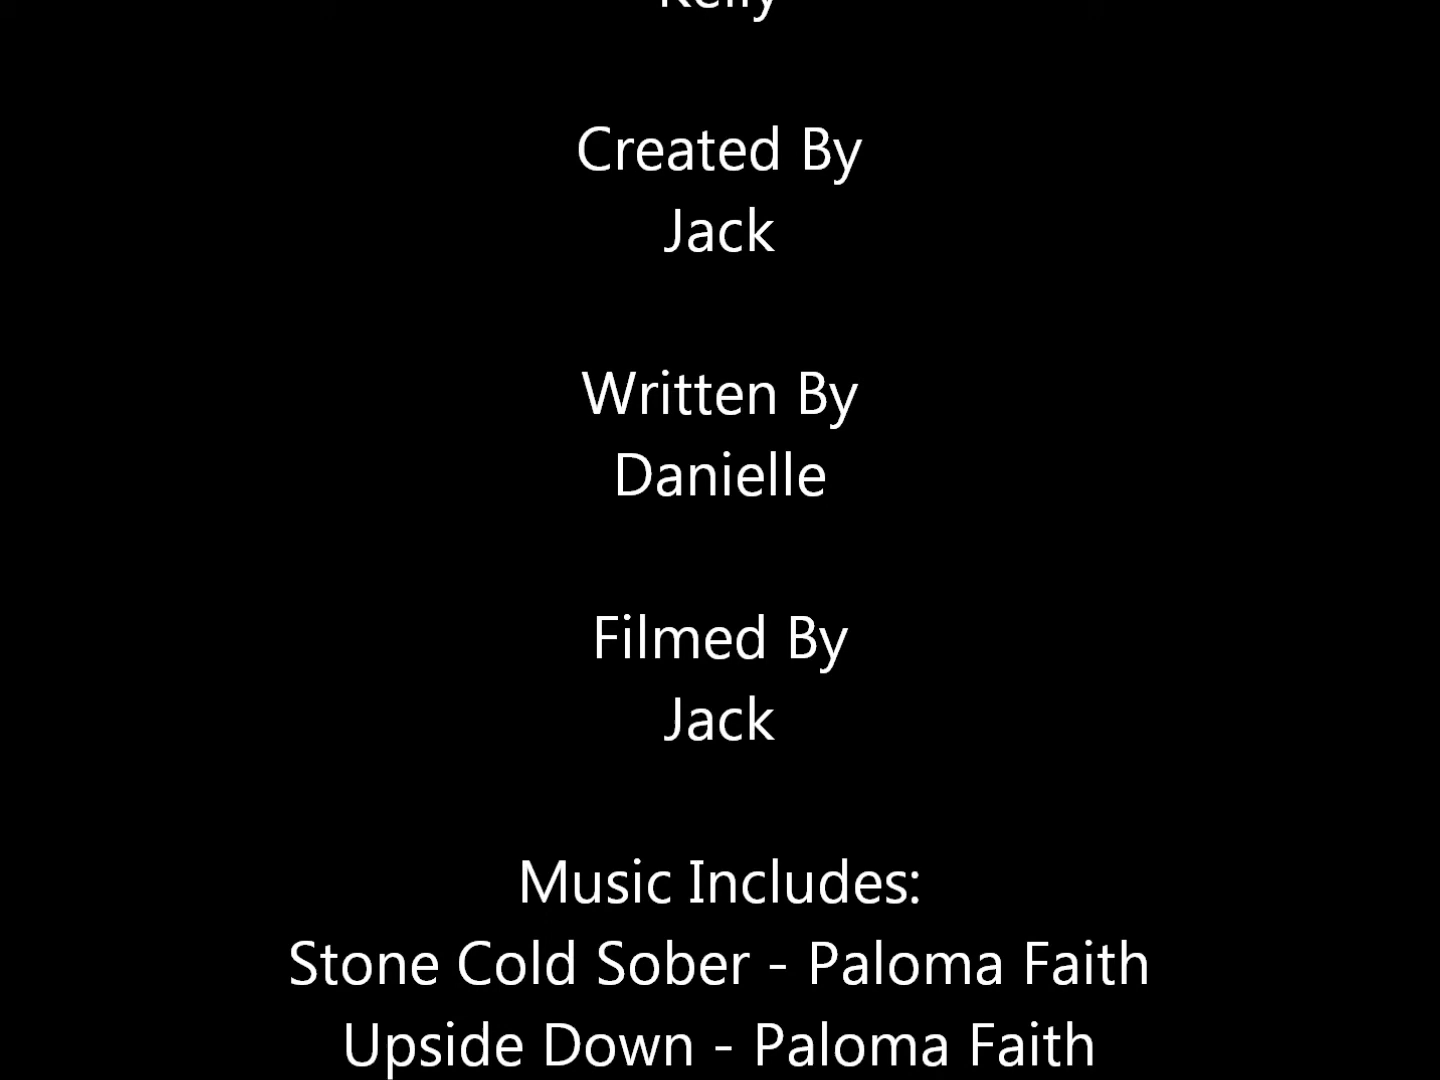 Kelly
Created By
Jack
Written By
Danielle
Filmed By
Jack
Music Includes:
Stone Cold Sober - Paloma Faith
Upside Down - Paloma Faith